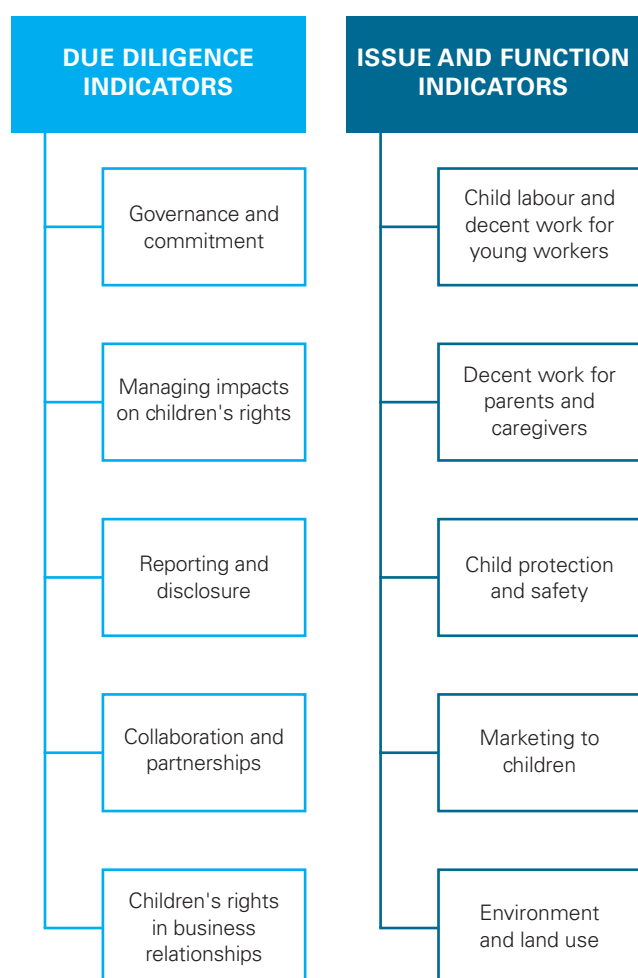 DUE DILIGENCE
INDICATORS
Governance and
commitment
Managing impacts
on children's rights
Reporting and
disclosure
Collaboration and
partnerships
Children's rights
in business
relationships
ISSUE AND FUNCTION
INDICATORS
Child labour and
decent work for
young workers
Decent work for
parents and
caregivers
Child protection
and safety
Marketing to
children
Environment
and land use